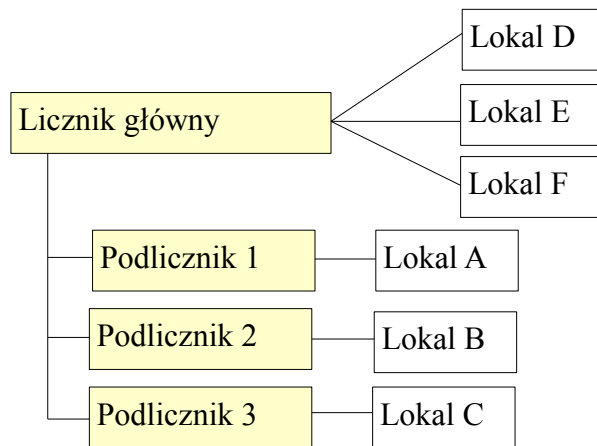 Lokal D
Licznik główny
Lokal E
Lokal F
Podlicznik 1
Lokal A
Podlicznik 2
Lokal B
Podlicznik 3
Lokal C